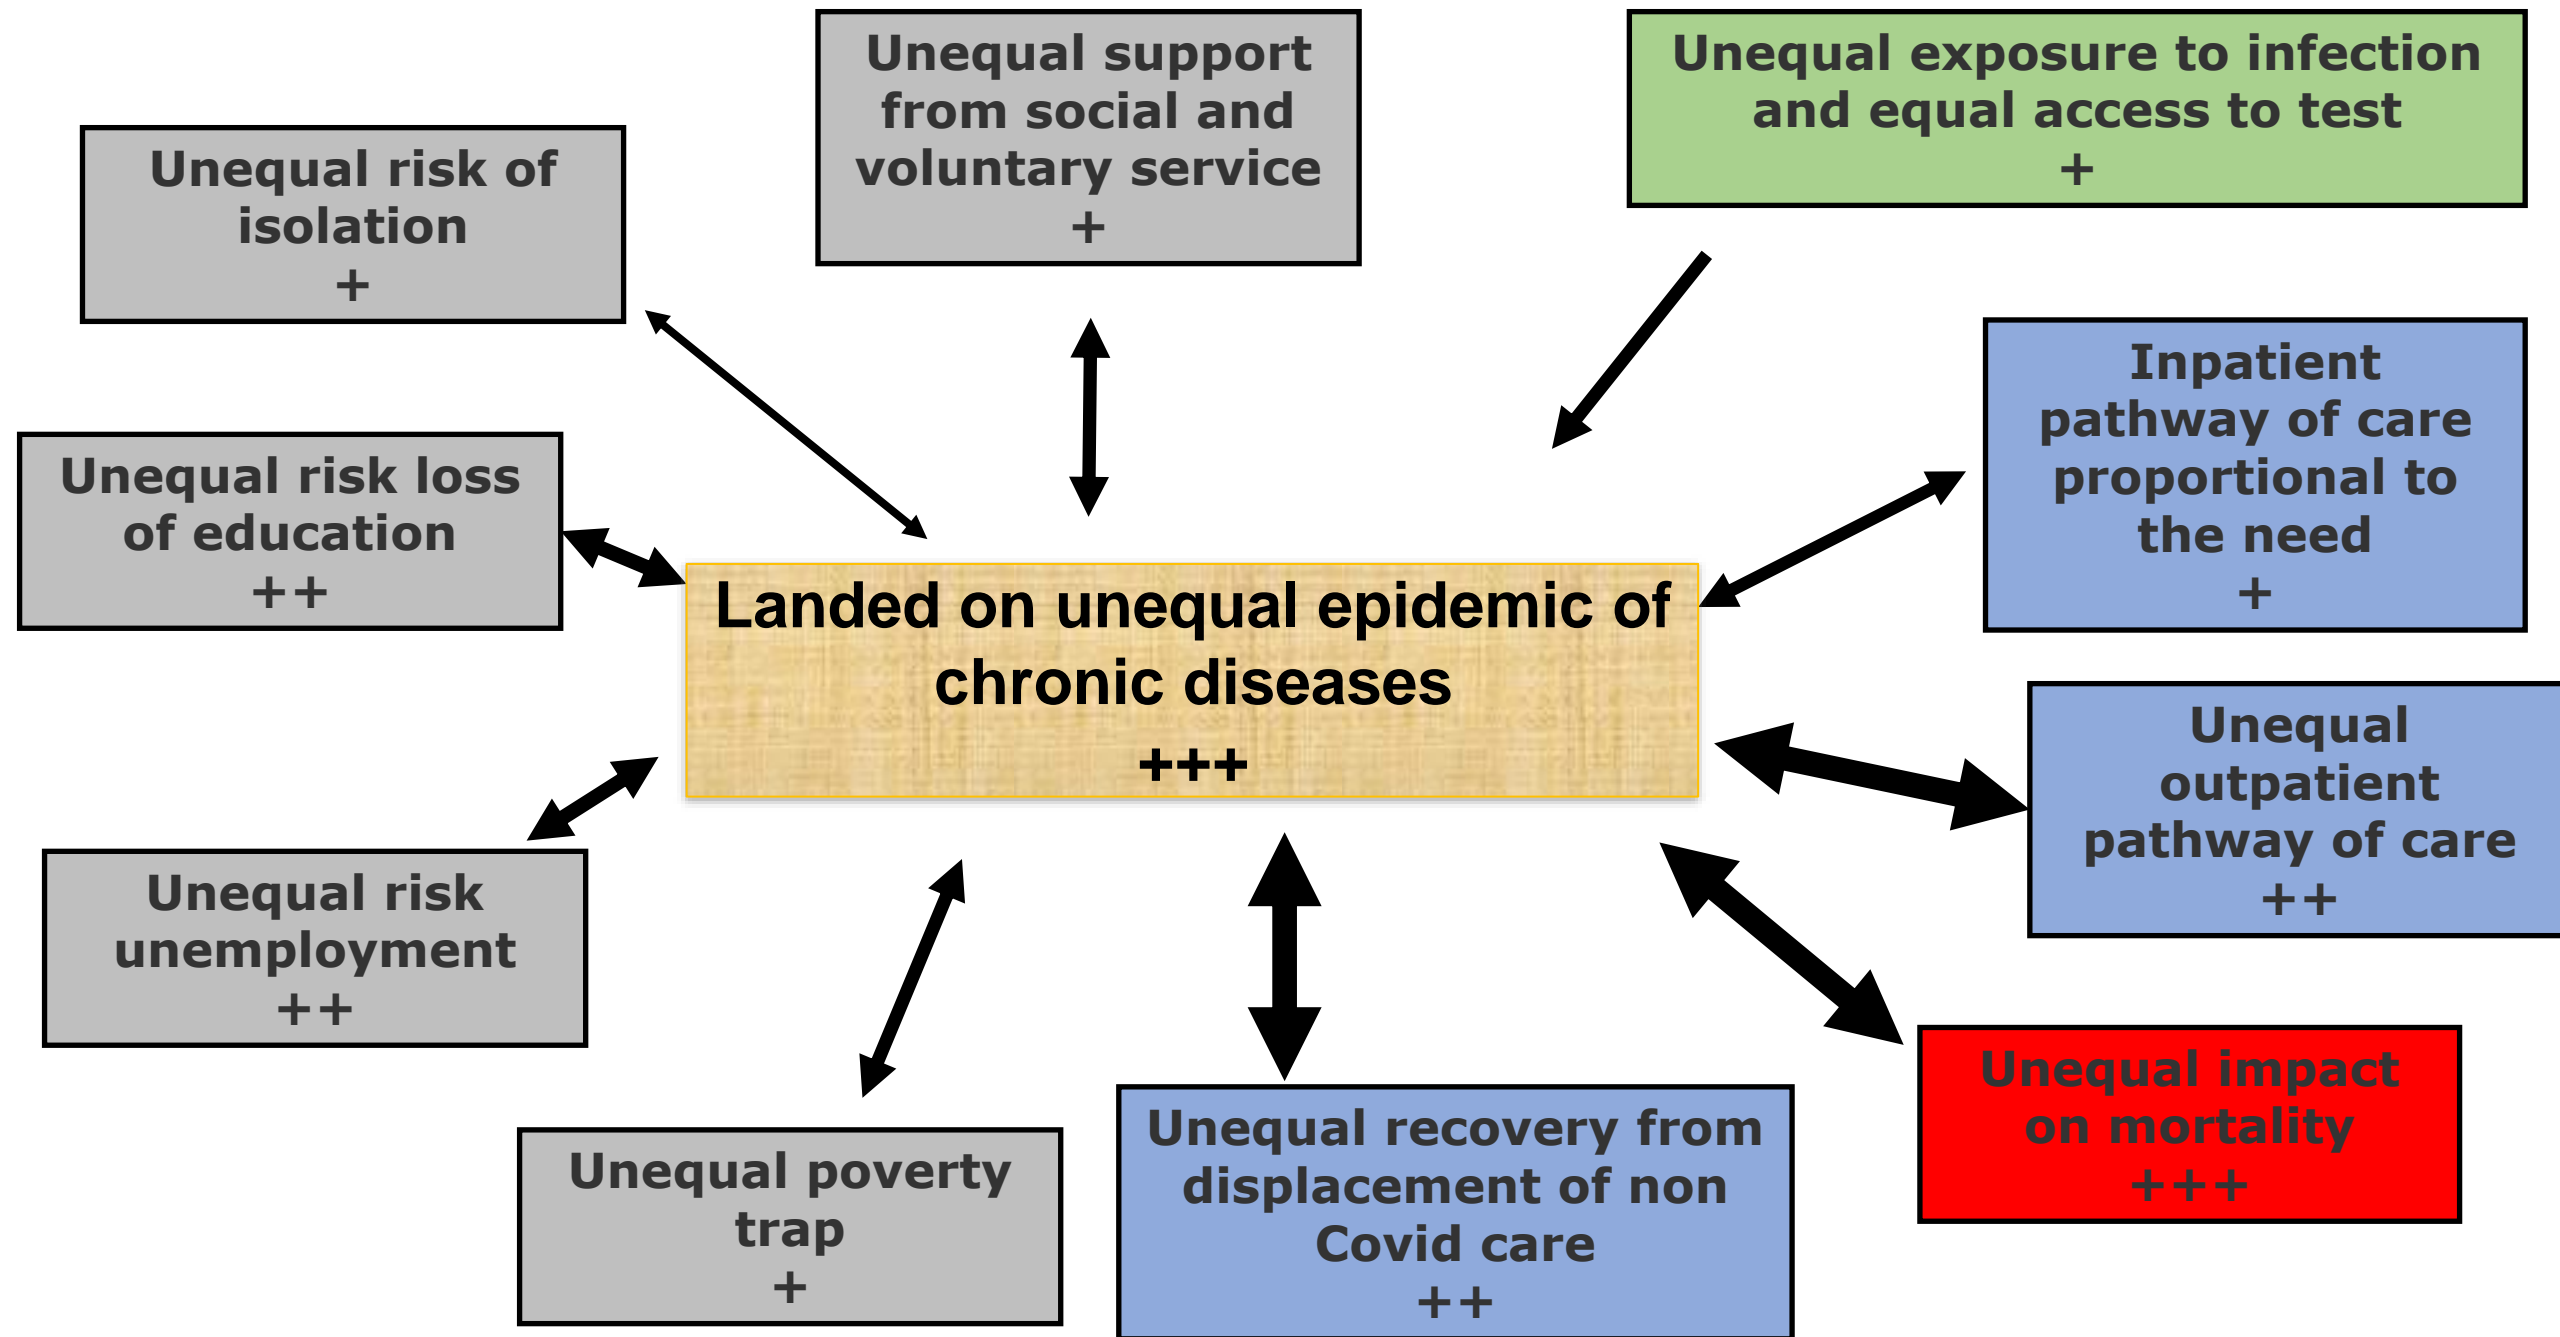 Unequal support
from social and
voluntary service
+
Unequal exposure to infection
and equal access to test
+
Unequal risk of
isolation
+
Inpatient
pathway of care
proportional to
the need
+
Unequal risk loss
of education
++
Landed on unequal epidemic of
chronic diseases
+++
Unequal
outpatient
pathway of care
++
Unequal risk
unemployment
++
Unequal impact
on mortality
+++
Unequal poverty
trap
+
Unequal recovery from
displacement of non
Covid care
++